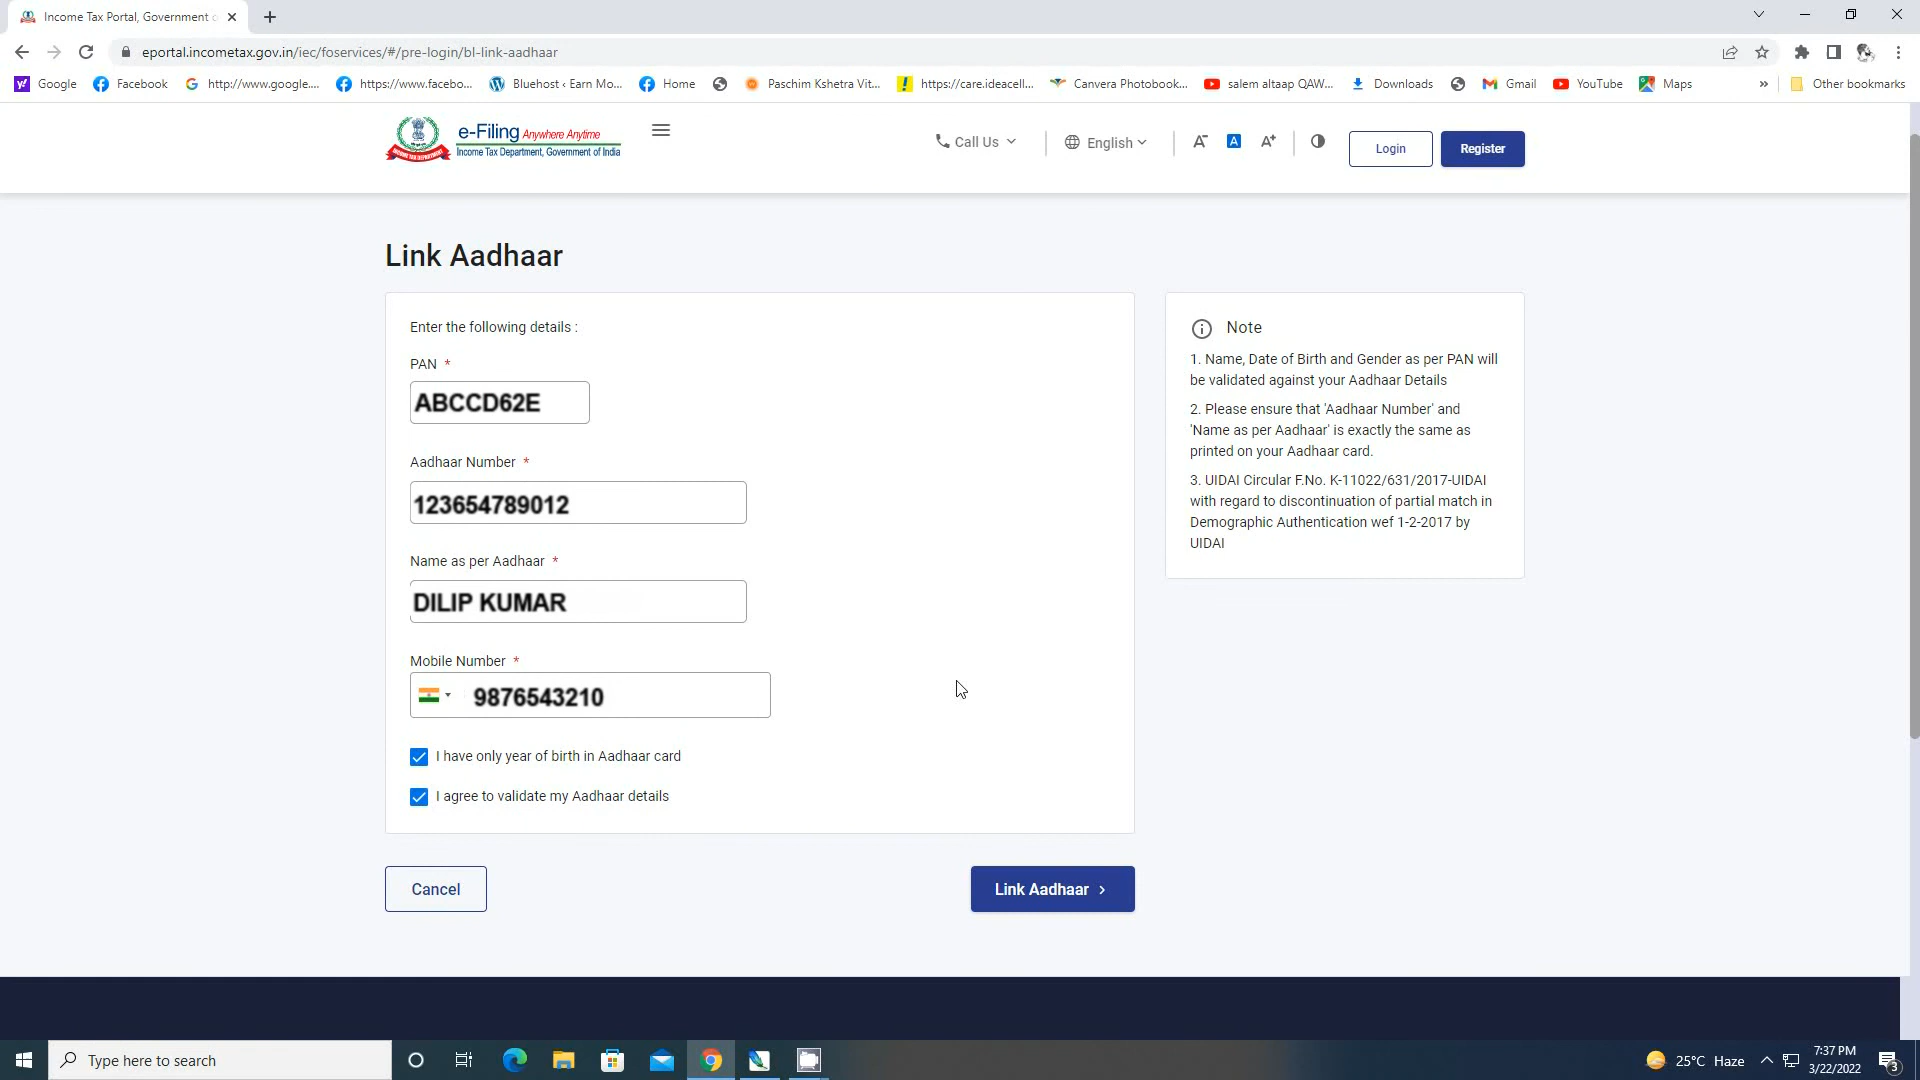 Income Tax Portal, Government o
eportal.incometax.gov.in/iec/foservices/#/pre-login/bl-link-aadhaar
Google Facebook http://www.google.... https://www.facebo... Bluehost ‹ Earn Mo... Home Paschim Kshetra Vit... https://care.ideacell... Canvera Photobook... salem altaap QAW... Downloads Gmail YouTube Maps » Other bookmarks
e-Filing Anywhere Anytime
Income Tax Department, Government of India
INCOME TAX DEPARTMENT
Call Us English A- A A+ Login Register
Link Aadhaar
Enter the following details :
PAN *
ABCCD62E
Aadhaar Number *
123654789012
Name as per Aadhaar *
DILIP KUMAR
Mobile Number *
9876543210
I have only year of birth in Aadhaar card
I agree to validate my Aadhaar details
Cancel Link Aadhaar >
Note
1. Name, Date of Birth and Gender as per PAN will
be validated against your Aadhaar Details
2. Please ensure that 'Aadhaar Number' and
'Name as per Aadhaar' is exactly the same as
printed on your Aadhaar card.
3. UIDAI Circular F.No. K-11022/631/2017-UIDAI
with regard to discontinuation of partial match in
Demographic Authentication wef 1-2-2017 by
UIDAI
Type here to search
25°C Haze
7:37 PM
3/22/2022
3